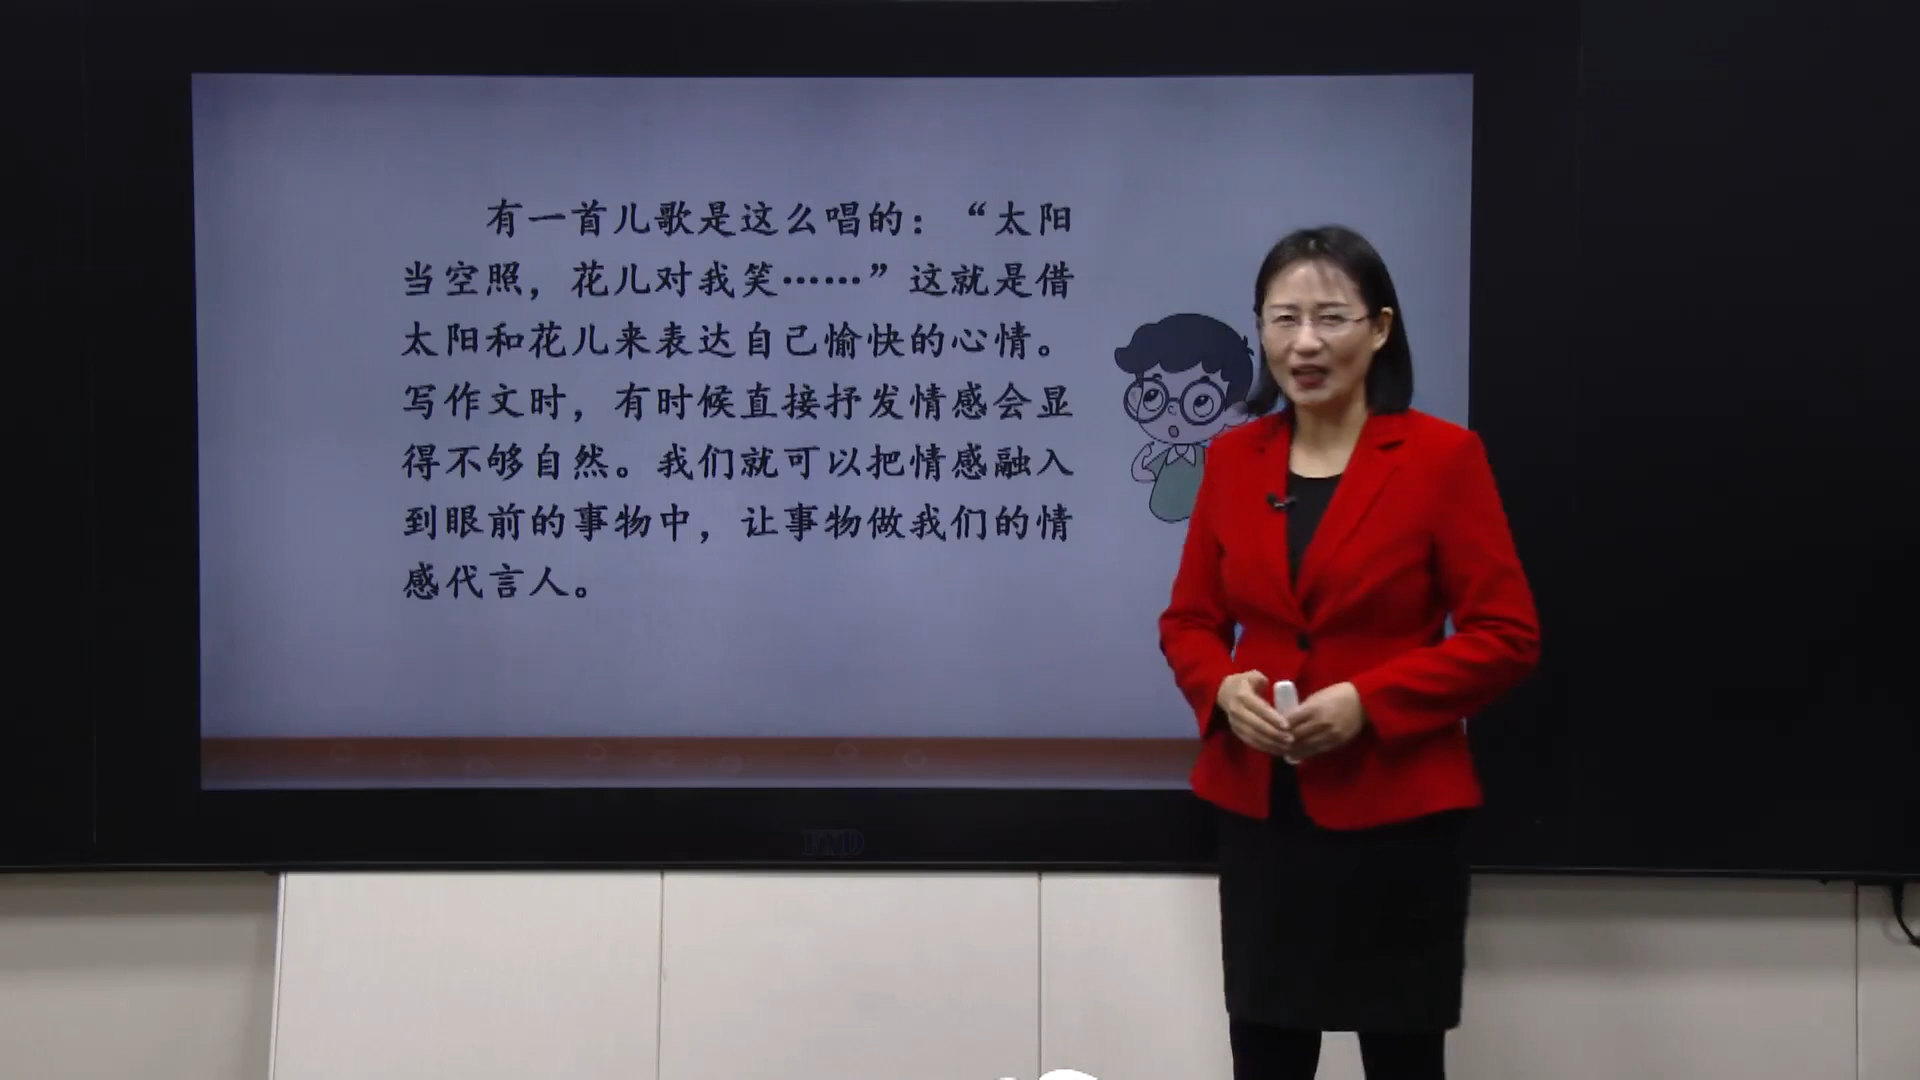 有一首儿歌是这么唱的：“太阳
当空照，花儿对我笑……”这就是借
太阳和花儿来表达自己愉快的心情。
写作文时，有时候直接抒发情感会显
得不够自然。我们就可以把情感融入
到眼前的事物中，让事物做我们的情
感代言人。